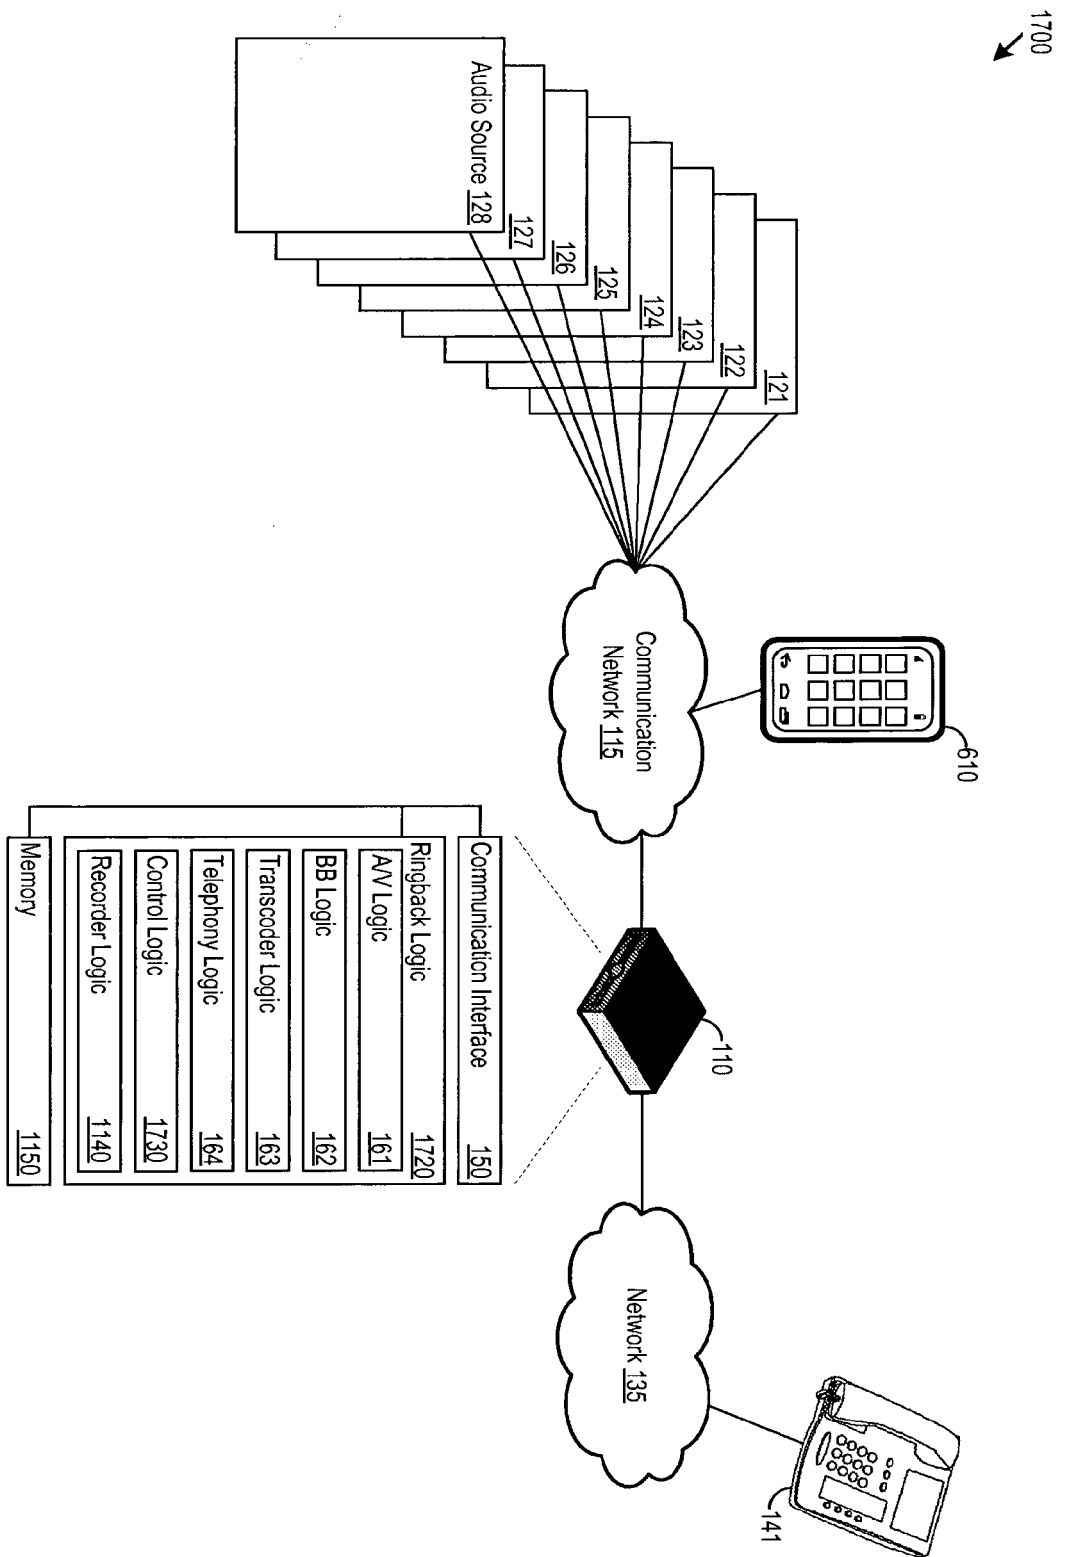 1700
Audio Source 128
127
126
125
124
123
122
121
Communication
Network 115
610
110
Communication Interface 150
Ringback Logic 1720
A/V Logic 161
BB Logic 162
Transcoder Logic 163
Telephony Logic 164
Control Logic 1730
Recorder Logic 1140
Memory 1150
Network 135
141